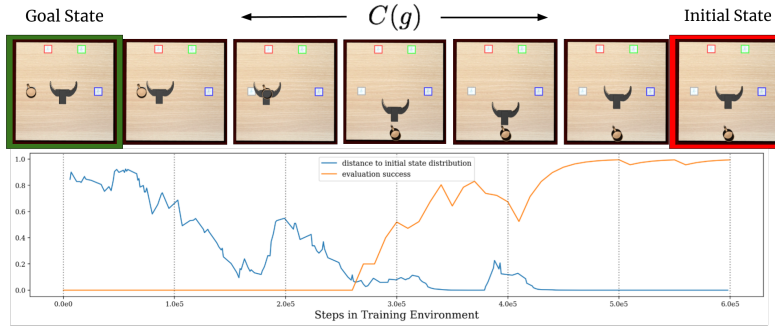 Goal State
C(g)
Initial State
distance to initial state distribution
evaluation success
1.0
0.8
0.6
0.4
0.2
0.0
0.0e0 1.0e5 2.0e5 3.0e5 4.0e5 5.0e5 6.0e5
Steps in Training Environment